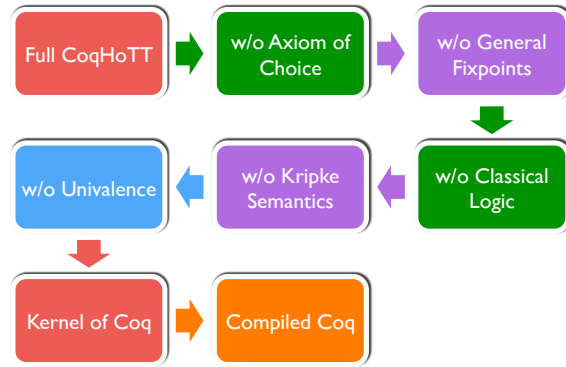 Full CoqHoTT
w/o Axiom of
Choice
w/o General
Fixpoints
w/o Univalence
w/o Kripke
Semantics
w/o Classical
Logic
Kernel of Coq
Compiled Coq